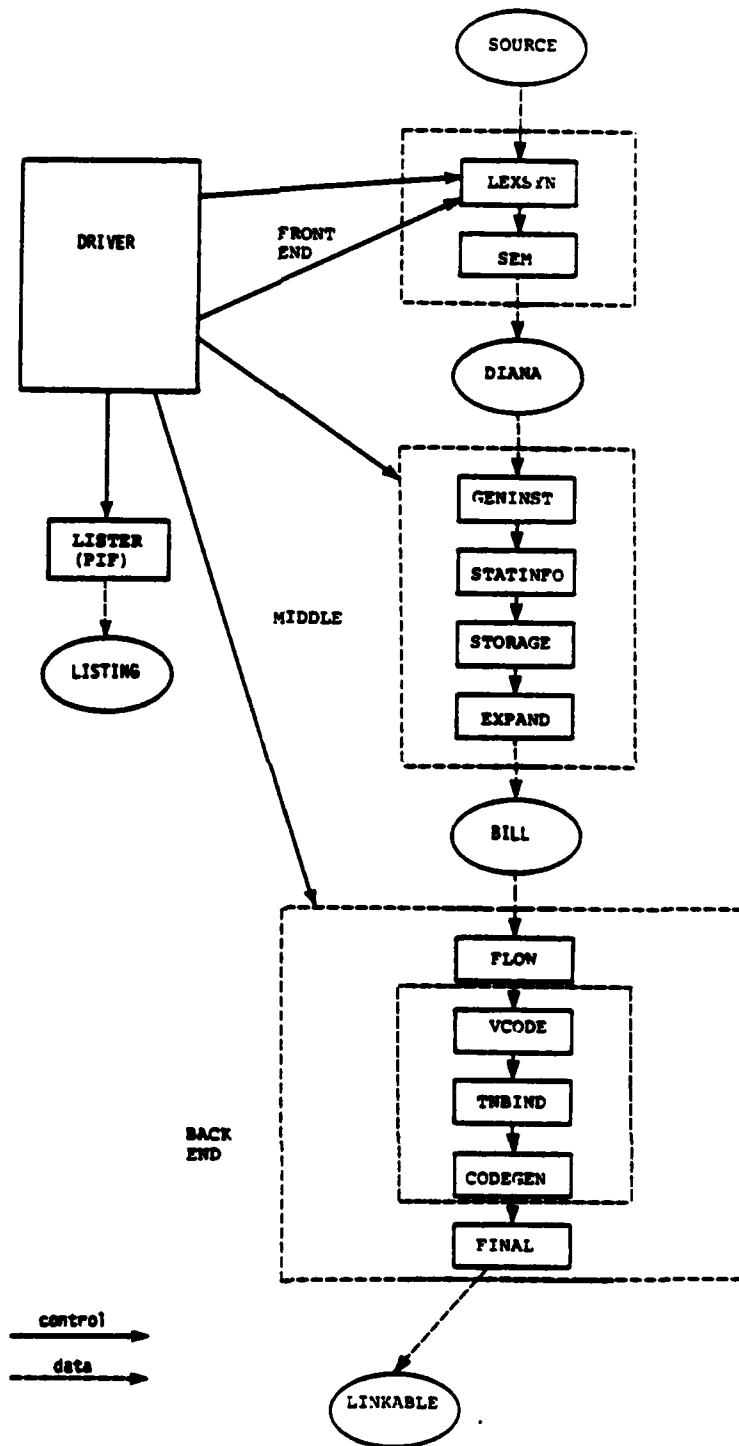 SOURCE
LEXSYN
DRIVER
FRONT
END
SEM
DIANA
GENINST
LISTER
(PIF)
STATINFO
MIDDLE
STORAGE
LISTING
EXPAND
BILL
FLOW
VCODE
TNBIND
BACK
END
CODEGEN
FINAL
control
data
LINKABLE